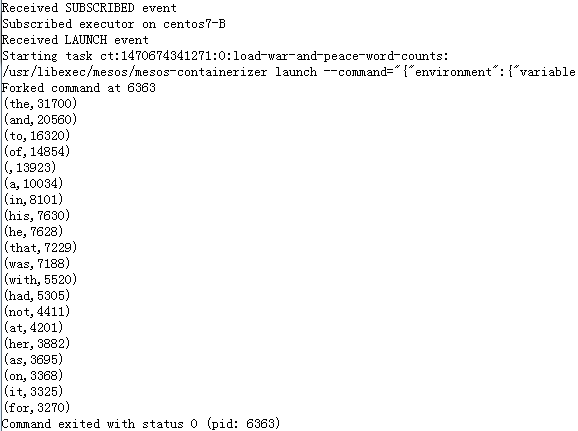 Received SUBSCRIBED event
Subscribed executor on centos7-B
Received LAUNCH event
Starting task ct:1470674341271:0:load-war-and-peace-word-counts:
/usr/libexec/mesos/mesos-containerizer launch --command="{"environment":{"variable
Forked command at 6363
(the,31700)
(and,20560)
(to,16320)
(of,14854)
(,13923)
(a,10034)
(in,8101)
(his,7630)
(he,7628)
(that,7229)
(was,7188)
(with,5520)
(had,5305)
(not,4411)
(at,4201)
(her,3882)
(as,3695)
(on,3368)
(it,3325)
(for,3270)
Command exited with status 0 (pid: 6363)